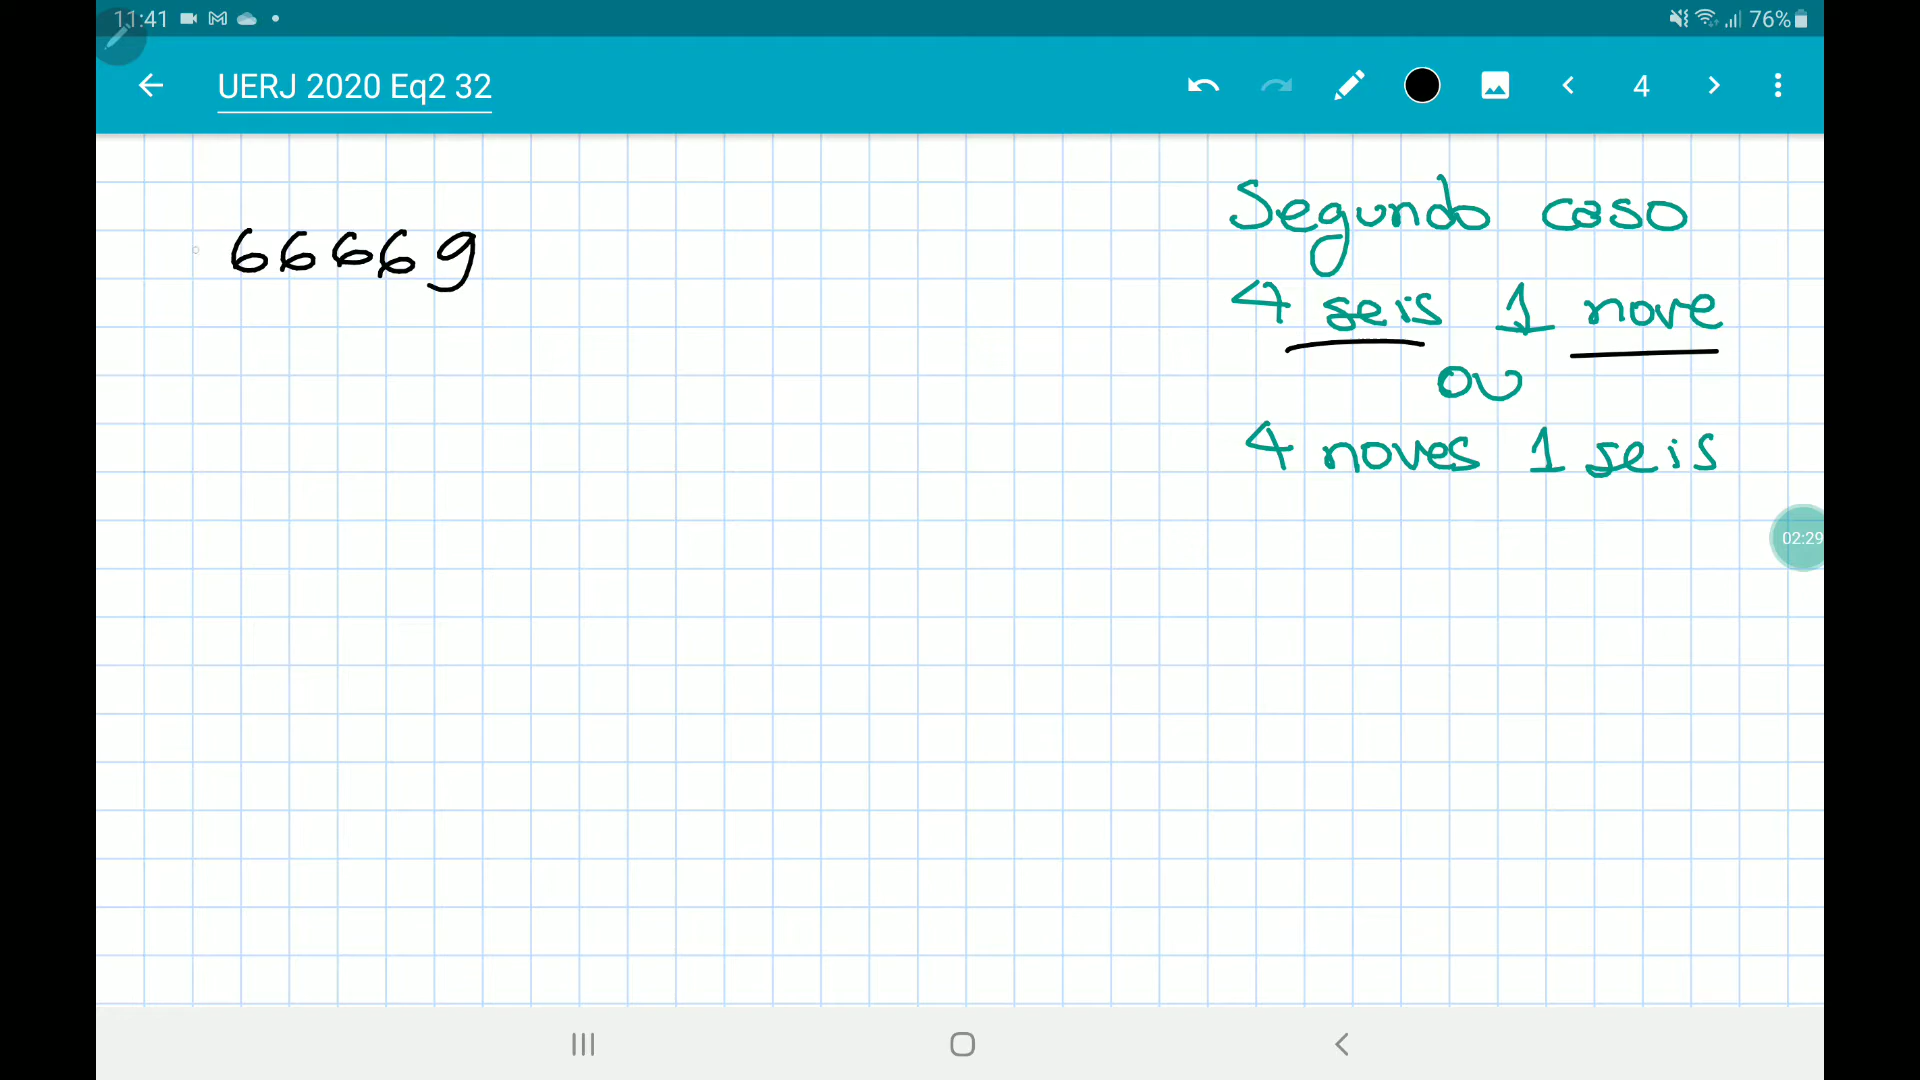 11:41 76%
UERJ 2020 Eq2 32 4
Segundo caso
66669
4 seis 1 nove
ou
4 noves 1 seis
02:29